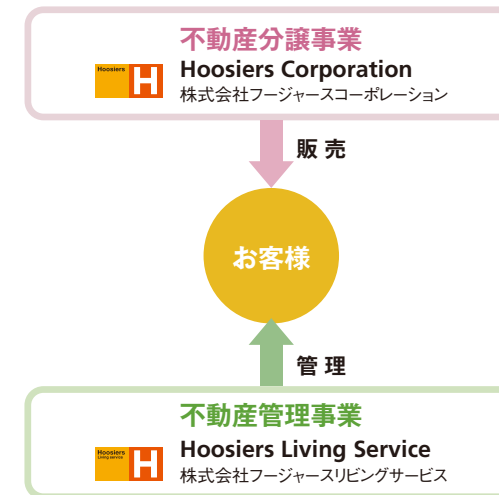 不動産分譲事業
Hoosiers
H
Hoosiers Corporation
株式会社フージャースコーポレーション
販 売
お客様
管 理
不動産管理事業
Hoosiers
Living service
H
Hoosiers Living Service
株式会社フージャースリビングサービス